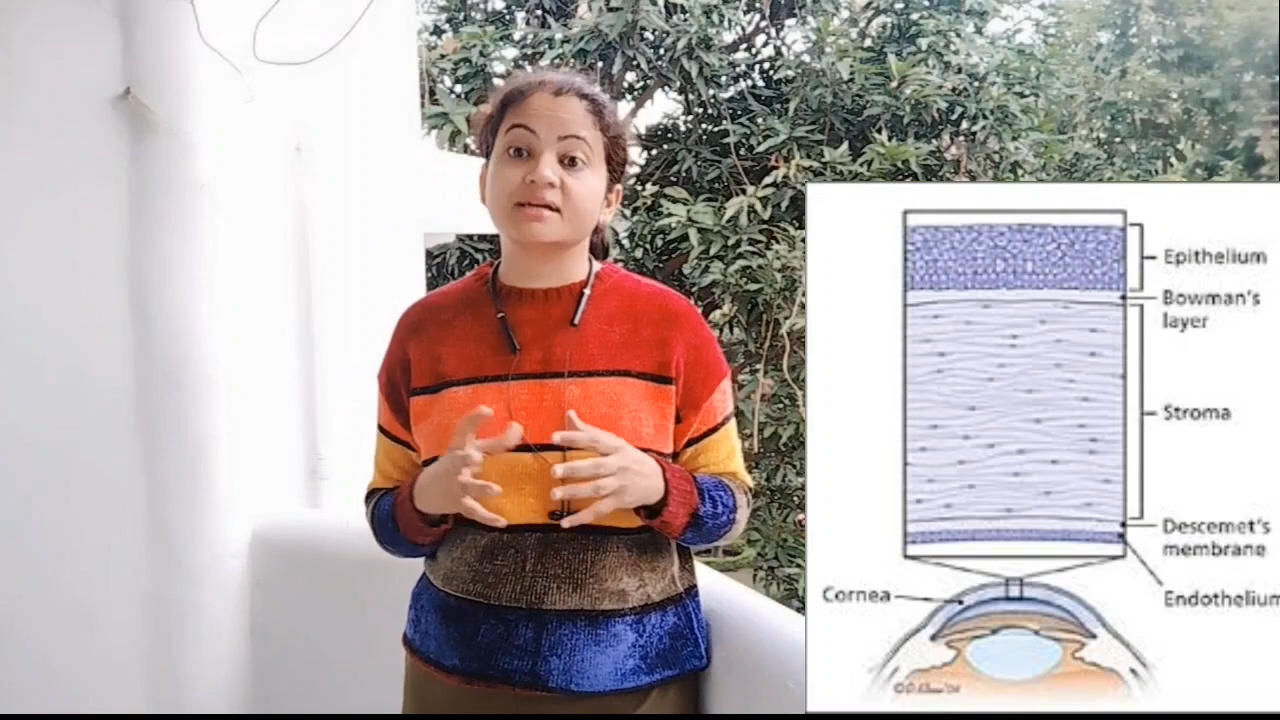 Epithelium
Bowman's
layer
Stroma
Descemet's
membrane
Endothelium
Cornea